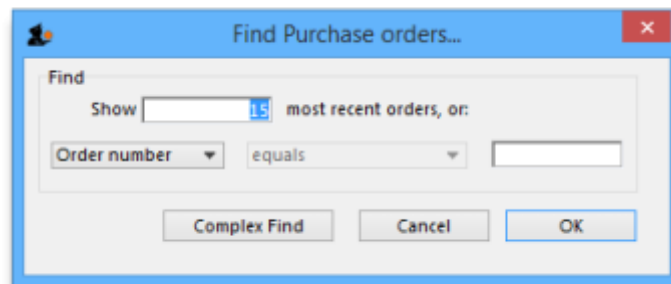 Find Purchase orders...
Find
Show 15 most recent orders, or:
Order number equals
Complex Find Cancel OK